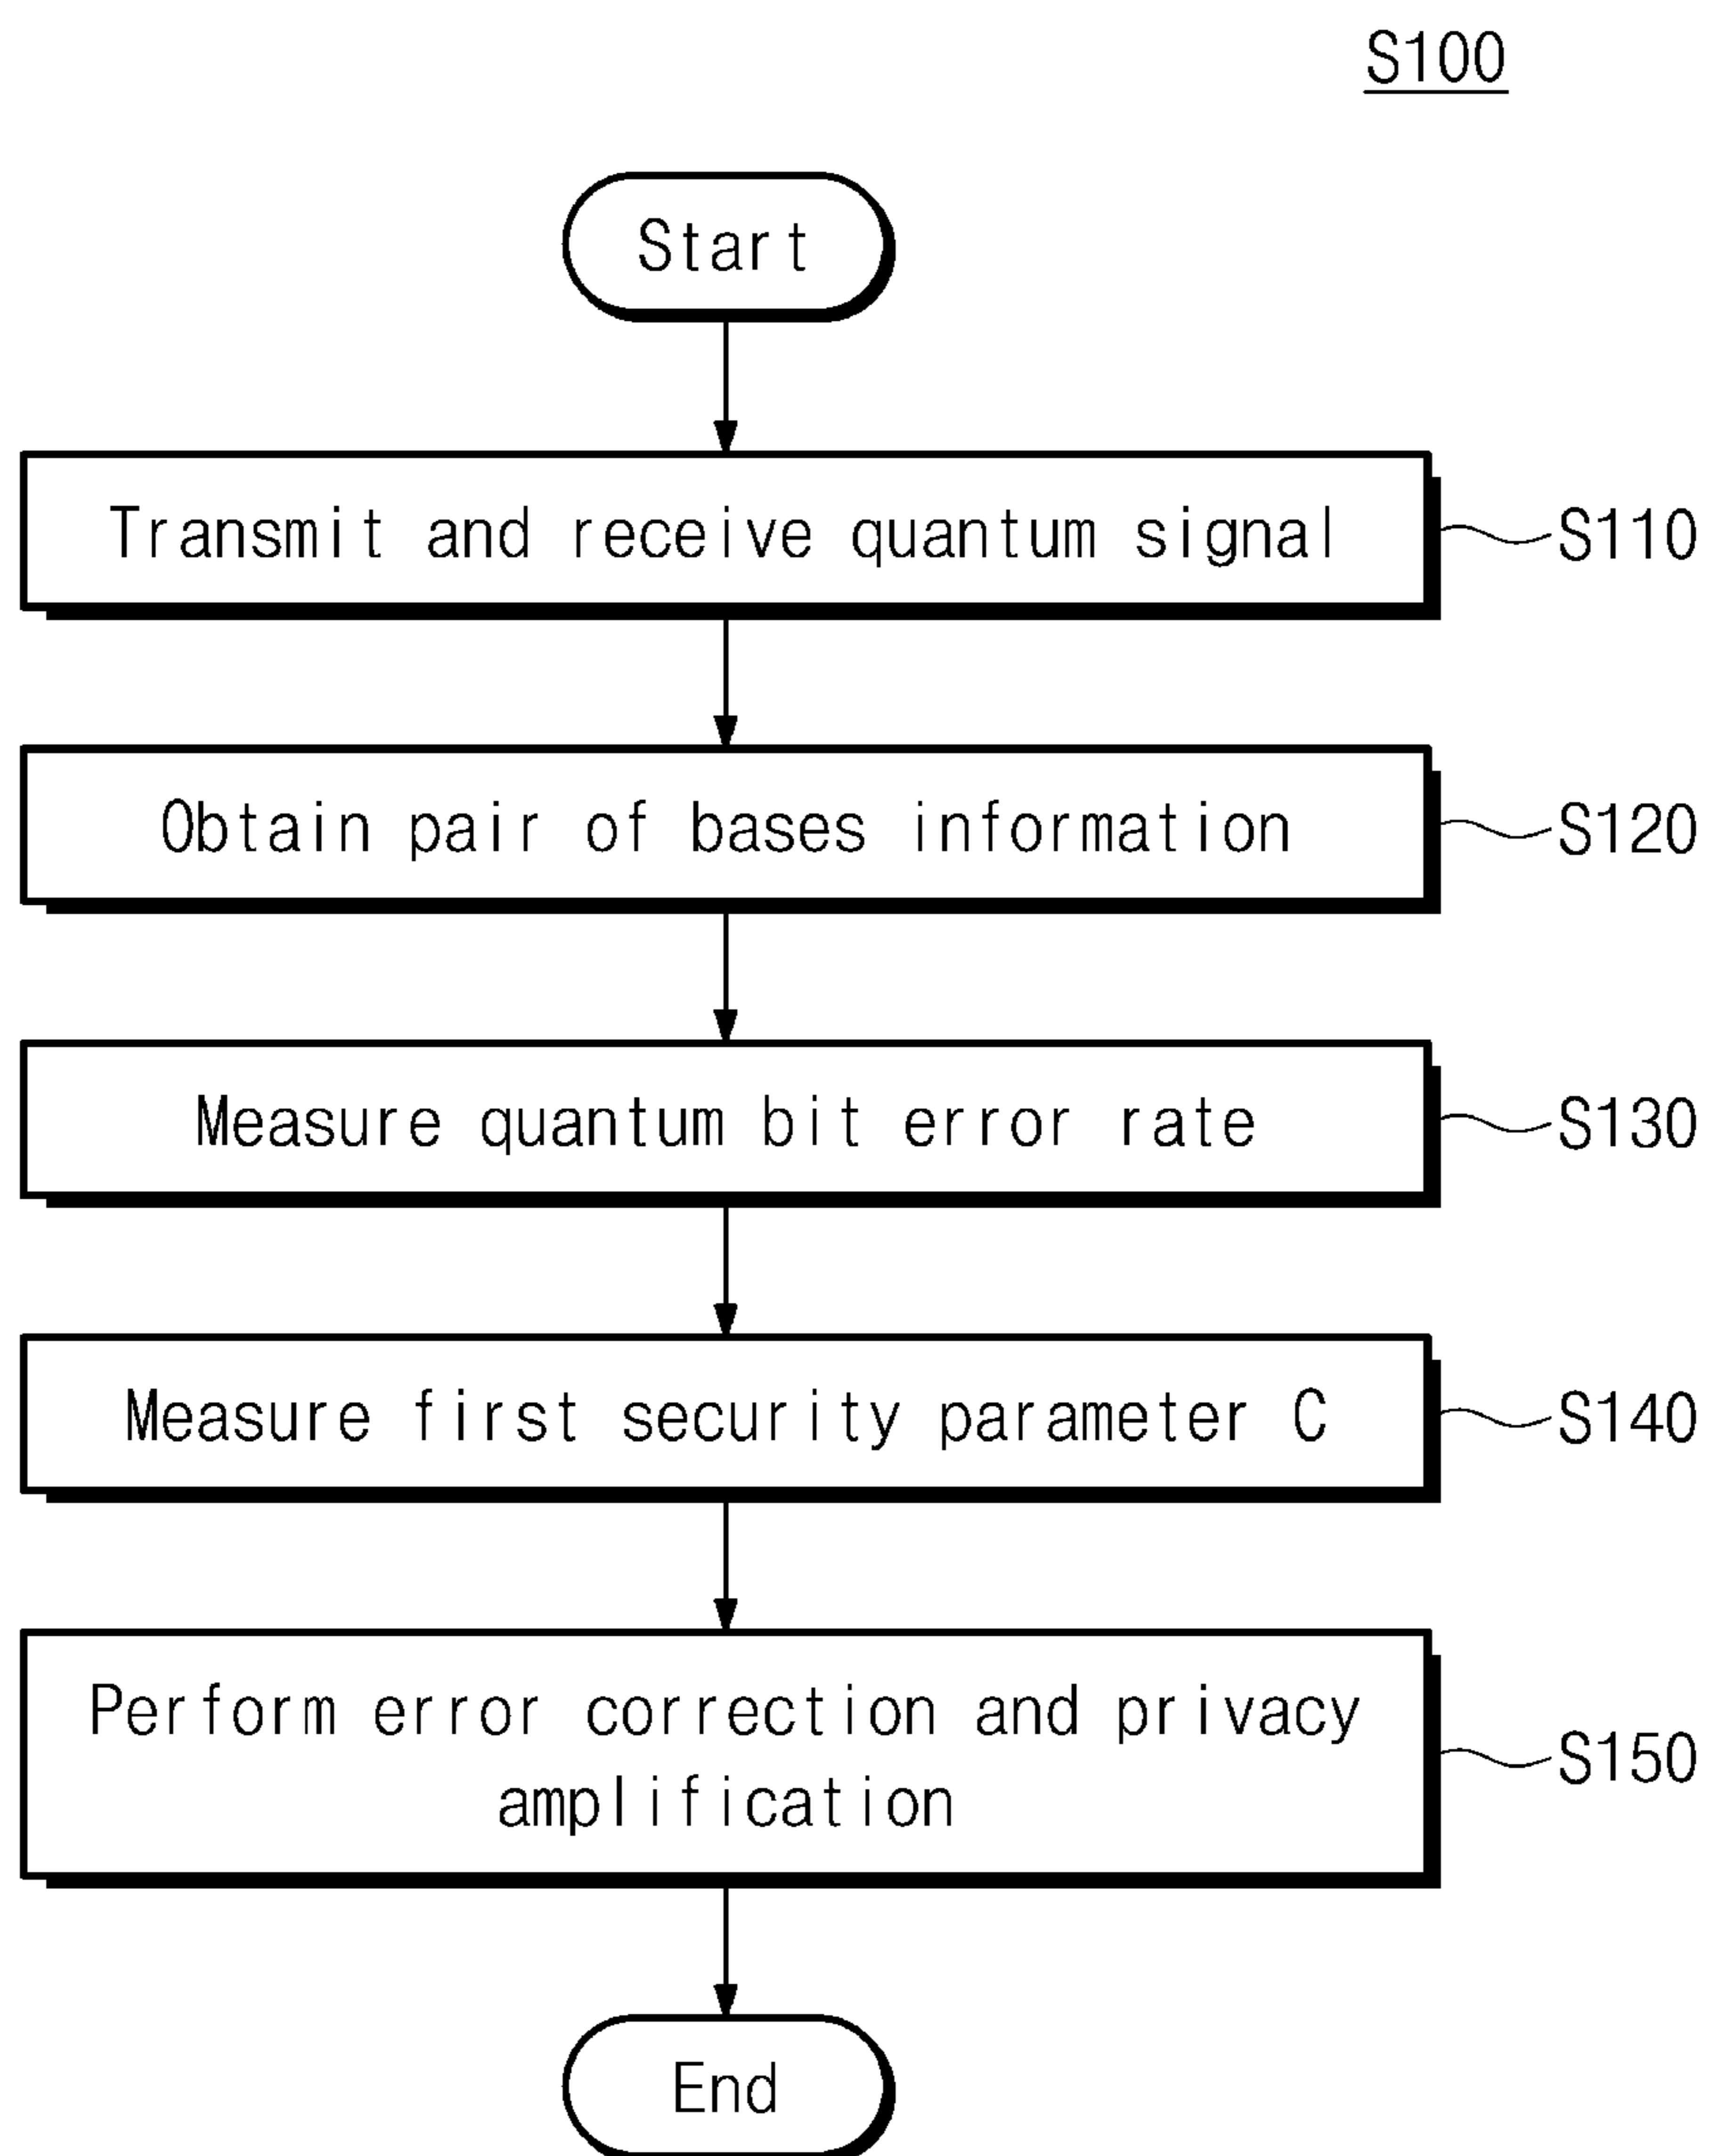 S100
Start
Transmit and receive quantum signal
S110
Obtain pair of bases information
S120
Measure quantum bit error rate
S130
Measure first security parameter C
S140
Perform error correction and privacy
amplification
S150
End